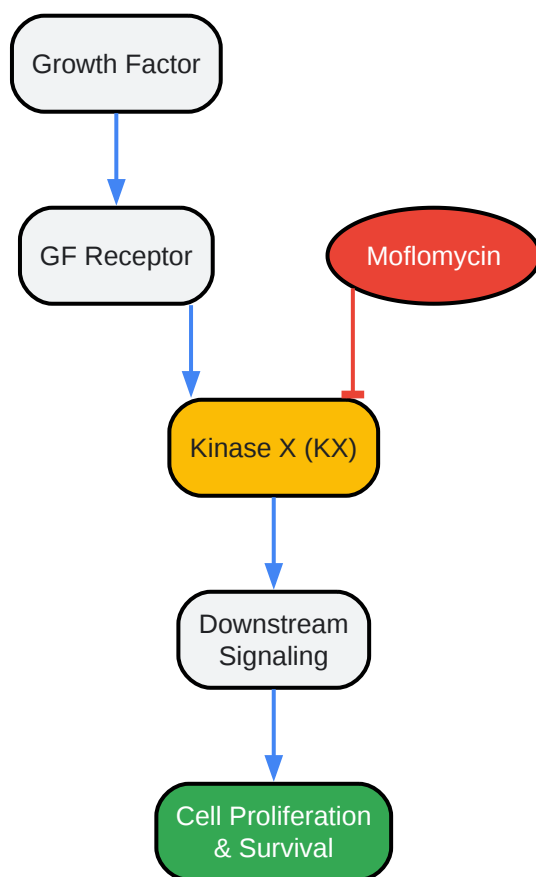 Growth Factor
GF Receptor
Moflomycin
Kinase X (KX)
Downstream
Signaling
Cell Proliferation
& Survival